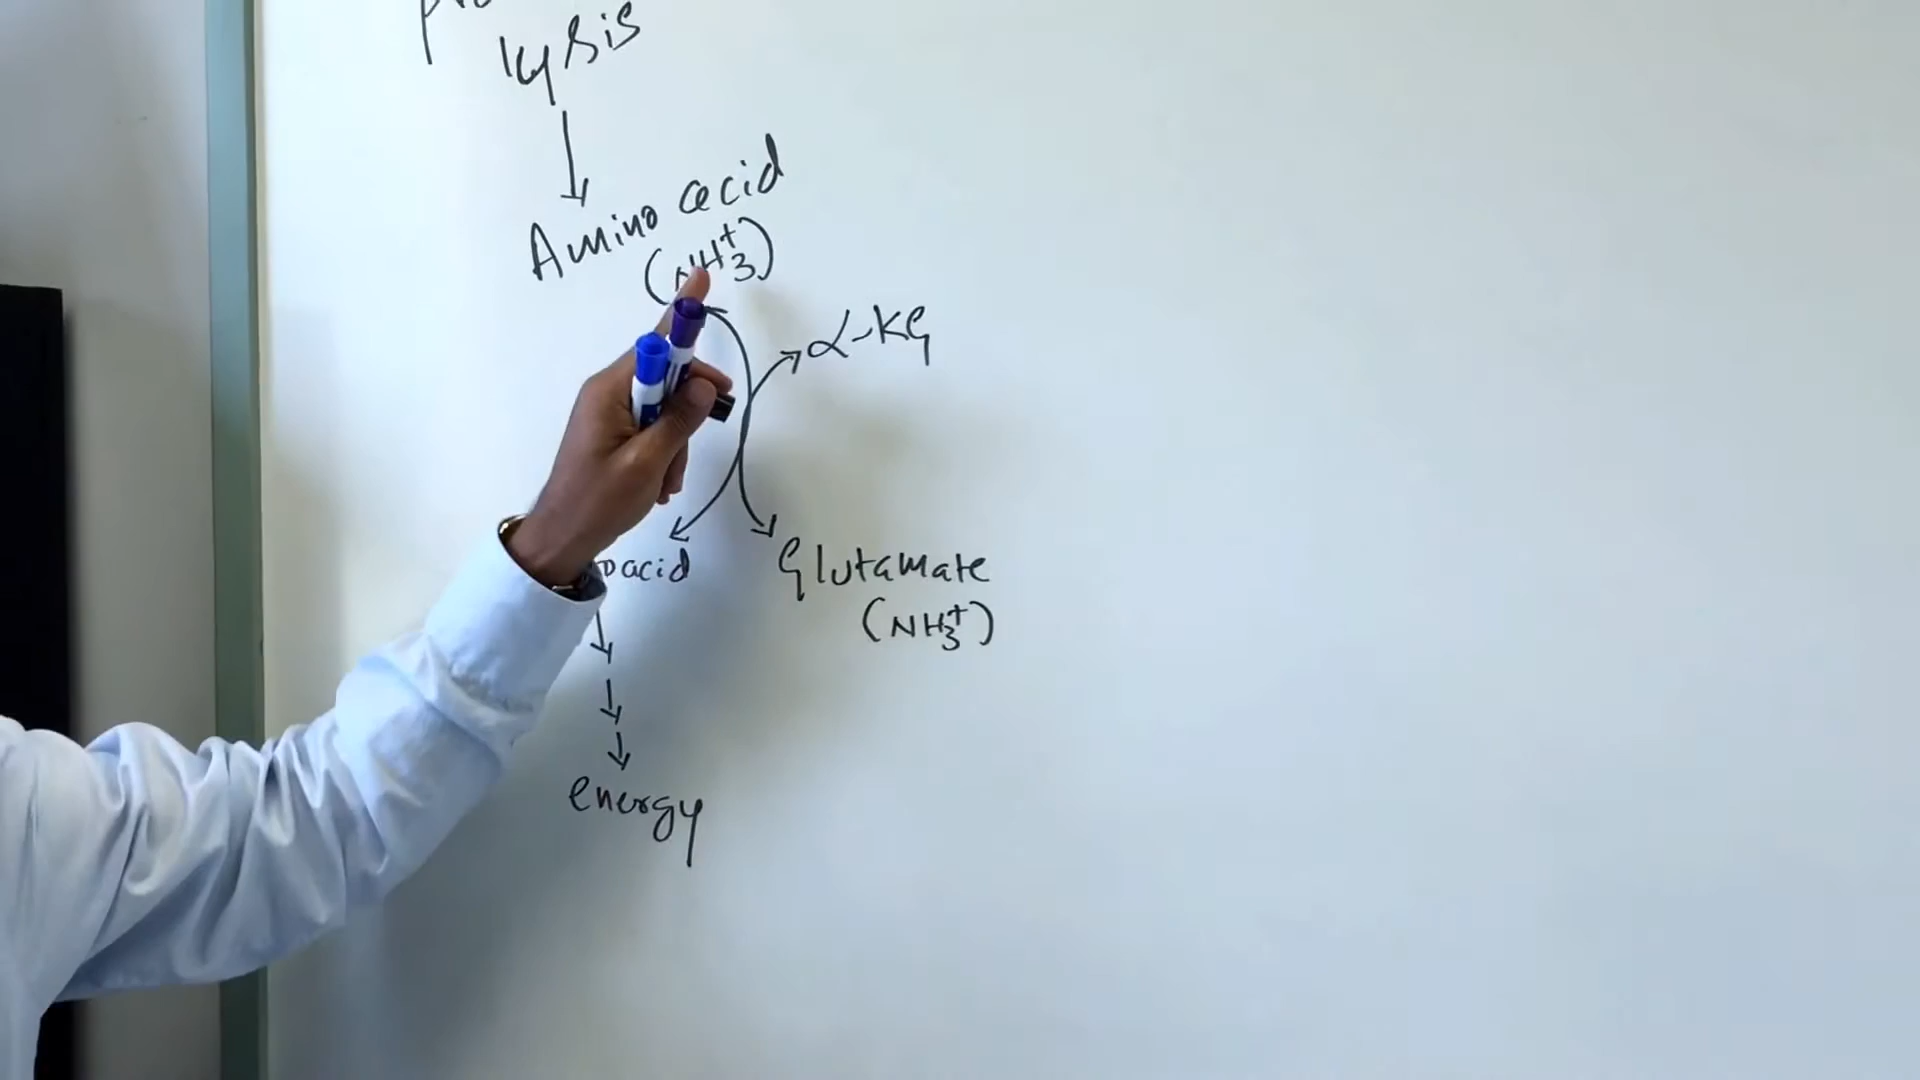 lysis
Amino acid
(NH3+)
α-KG
acid
Glutamate
(NH3+)
energy